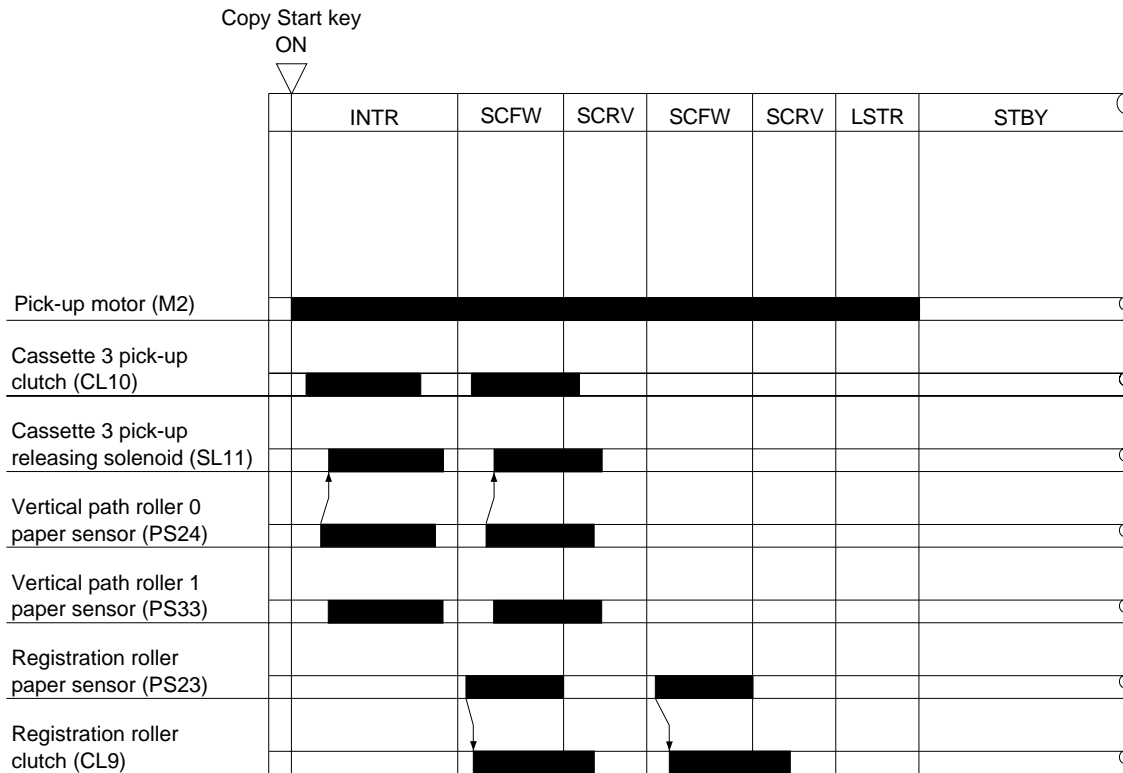 Copy Start key
ON
INTR SCFW SCRV SCFW SCRV LSTR STBY
Pick-up motor (M2)
Cassette 3 pick-up
clutch (CL10)
Cassette 3 pick-up
releasing solenoid (SL11)
Vertical path roller 0
paper sensor (PS24)
Vertical path roller 1
paper sensor (PS33)
Registration roller
paper sensor (PS23)
Registration roller
clutch (CL9)